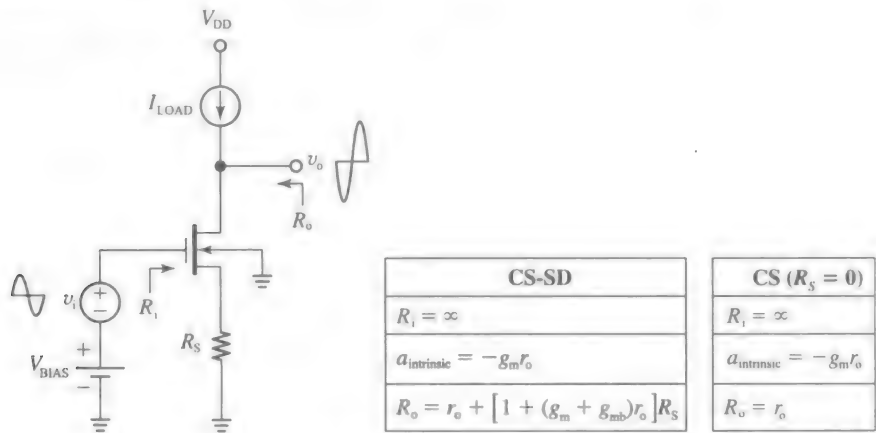 V_DD
I_LOAD
v_o
R_o
v_i
+
−
R_i
R_S
V_BIAS
+
−
CS-SD
R_i = ∞
a_intrinsic = −g_m r_o
R_o = r_o + [1 + (g_m + g_mb)r_o]R_S
CS (R_S = 0)
R_i = ∞
a_intrinsic = −g_m r_o
R_o = r_o